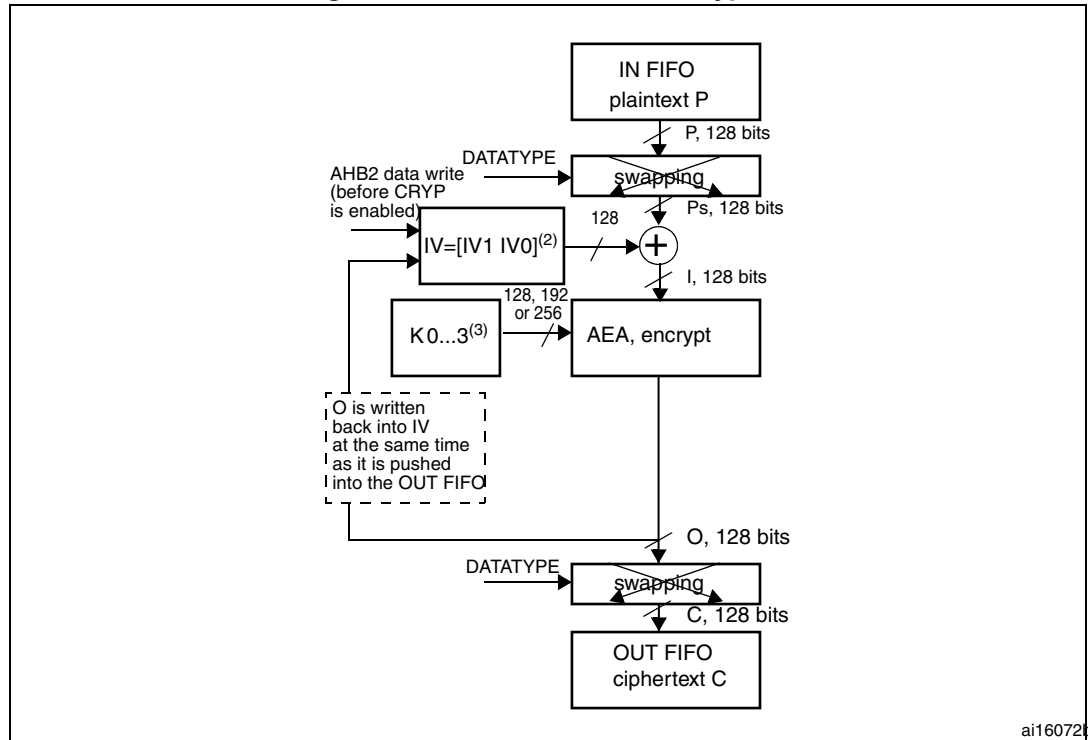 IN FIFO
plaintext P
P, 128 bits
DATATYPE
swapping
AHB2 data write
(before CRYP
is enabled)
Ps, 128 bits
IV=[IV1 IV0](2)
128
+
I, 128 bits
128, 192
or 256
K 0...3(3)
AEA, encrypt
O is written
back into IV
at the same time
as it is pushed
into the OUT FIFO
O, 128 bits
DATATYPE
swapping
C, 128 bits
OUT FIFO
ciphertext C